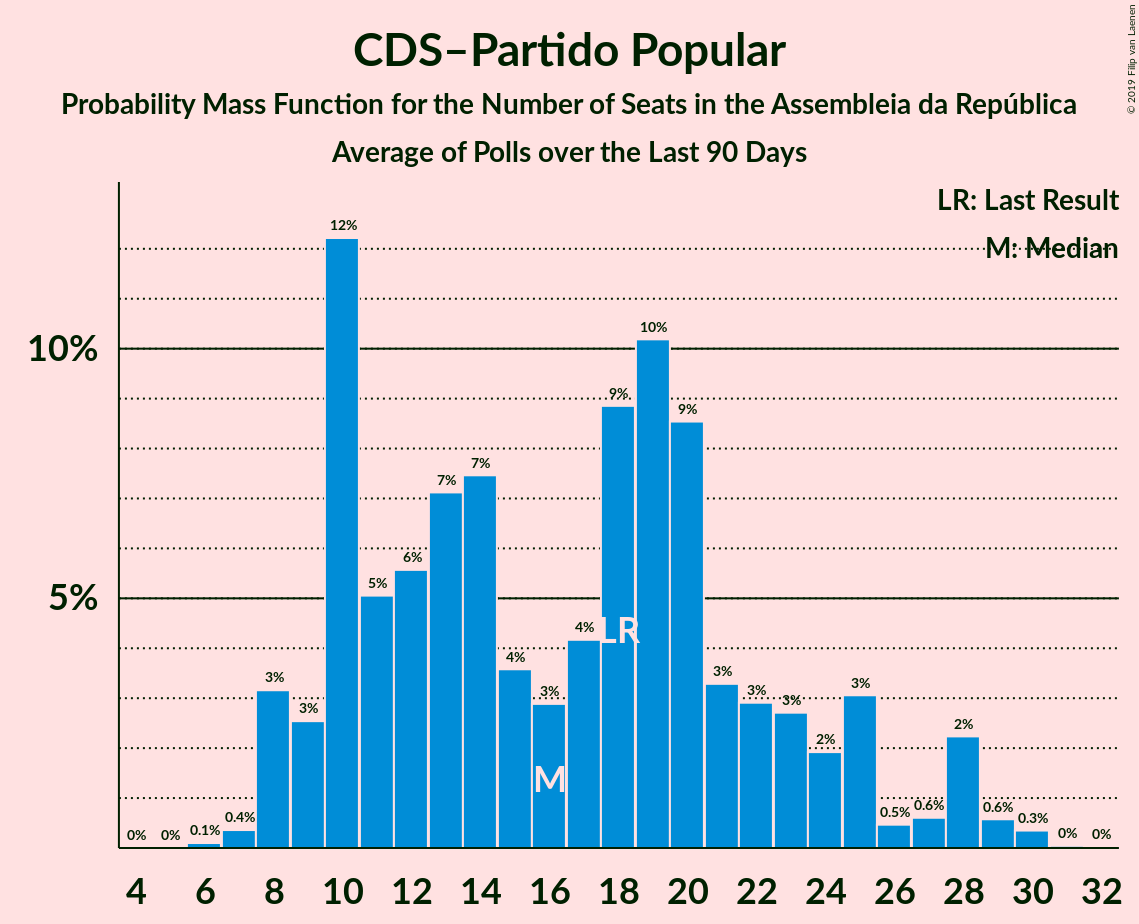 CDS–Partido Popular
Probability Mass Function for the Number of Seats in the Assembleia da República
Average of Polls over the Last 90 Days
© 2019 Filip van Laenen
LR: Last Result
M: Median
10%
5%
0% 0% 0.1% 0.4% 3% 3% 12% 5% 6% 7% 7% 4% 3% 4% 9% 10% 9% 3% 3% 3% 2% 3% 0.5% 0.6% 2% 0.6% 0.3% 0% 0%
LR
M
4 6 8 10 12 14 16 18 20 22 24 26 28 30 32